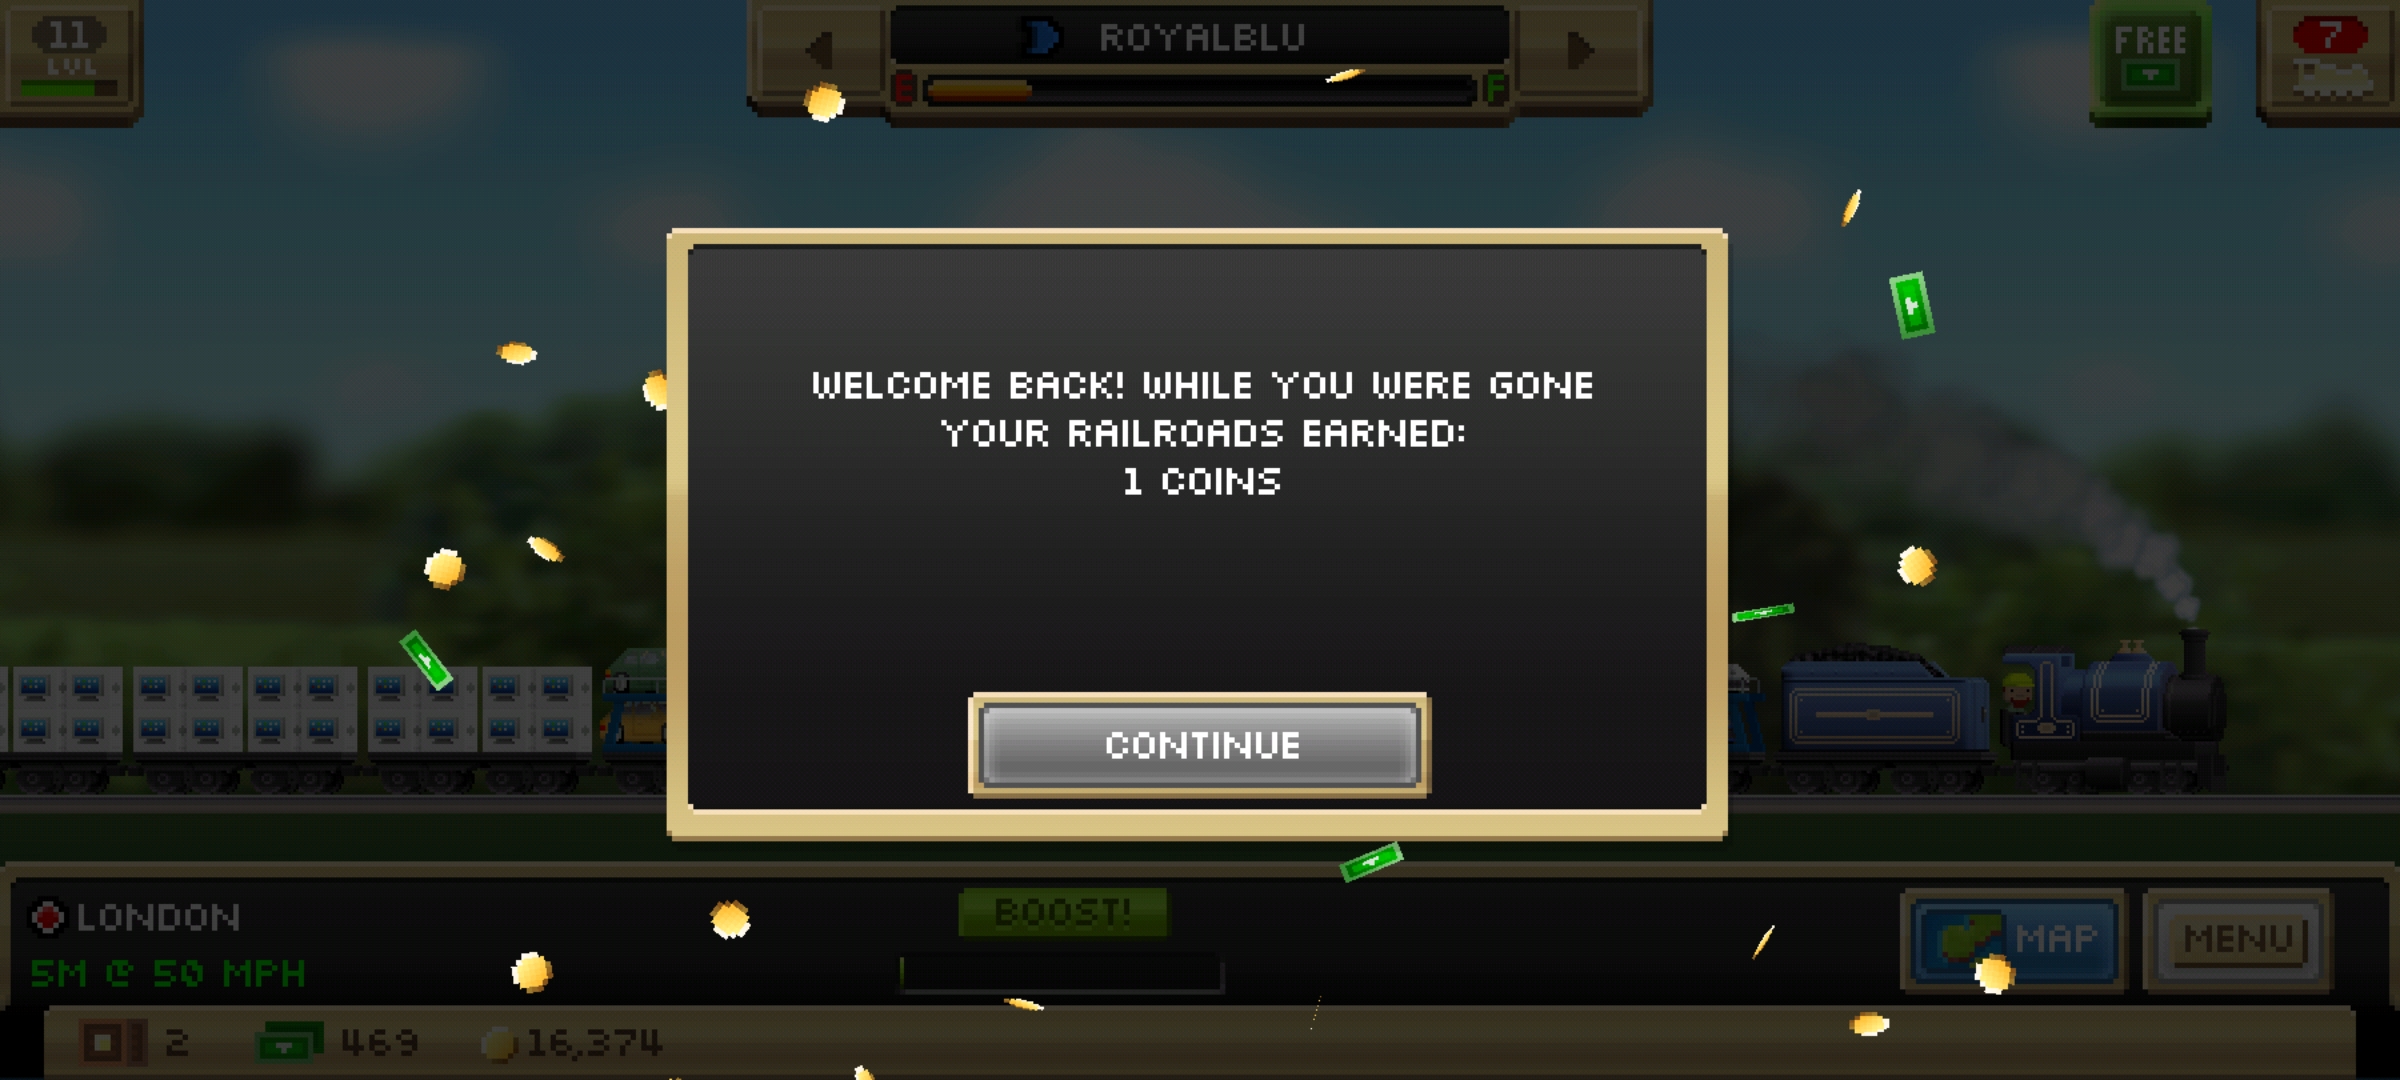 11
LVL
ROYALBLU
E
F
FREE
7
WELCOME BACK! WHILE YOU WERE GONE
YOUR RAILROADS EARNED:
1 COINS
CONTINUE
LONDON
5M @ 50 MPH
BOOST!
MAP
MENU
2
469
16,374